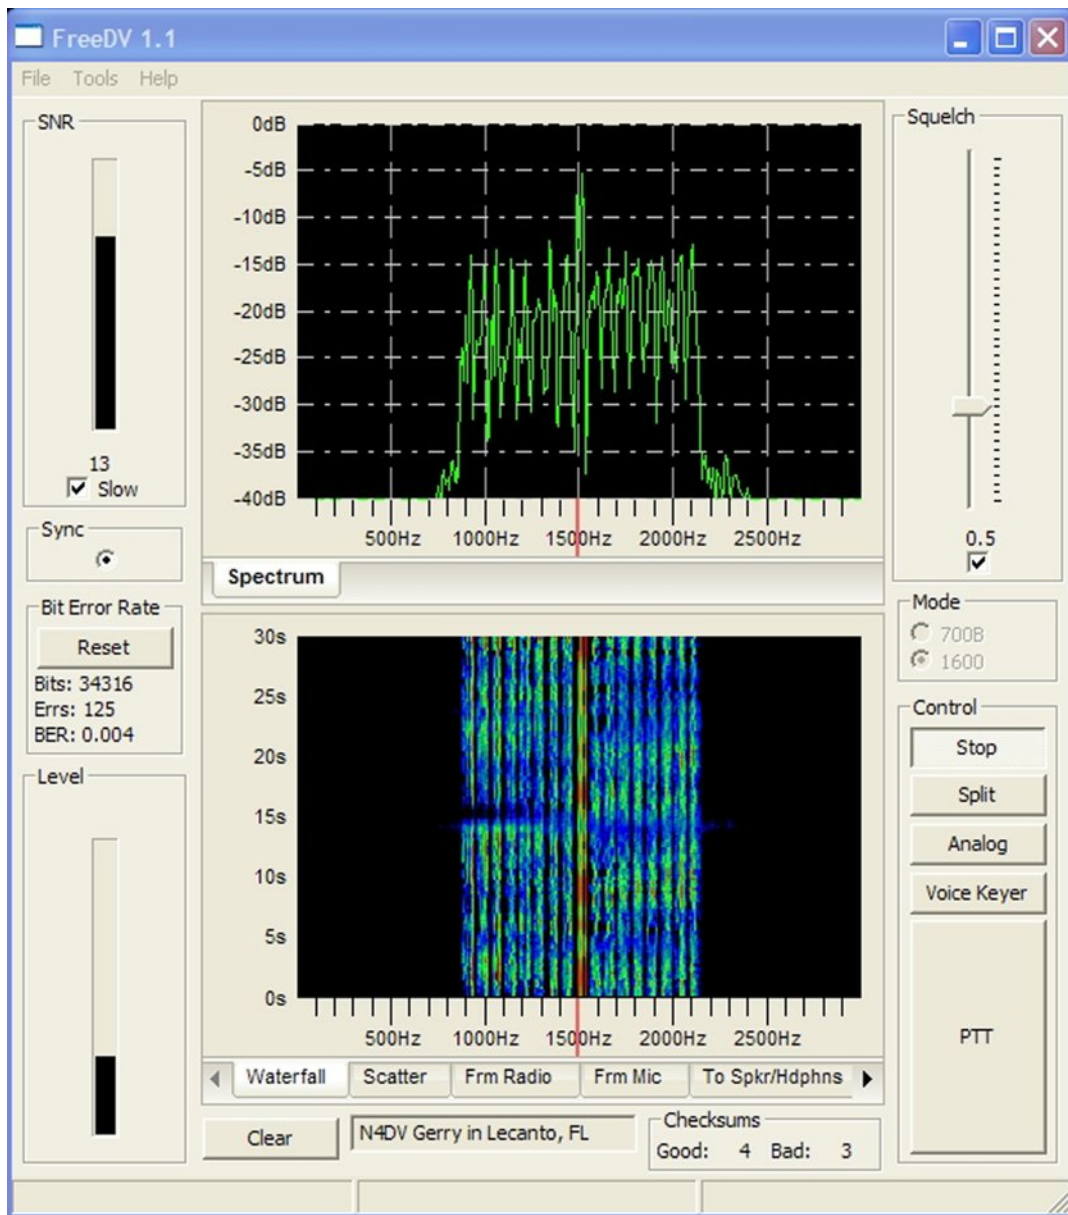 FreeDV 1.1
File Tools Help
SNR
13
Slow
Sync
Bit Error Rate
Reset
Bits: 34316
Errs: 125
BER: 0.004
Level
0dB
-5dB
-10dB
-15dB
-20dB
-25dB
-30dB
-35dB
-40dB
500Hz 1000Hz 1500Hz 2000Hz 2500Hz
Spectrum
30s
25s
20s
15s
10s
5s
0s
500Hz 1000Hz 1500Hz 2000Hz 2500Hz
Waterfall Scatter Frm Radio Frm Mic To Spkr/Hdphns
Clear
N4DV Gerry in Lecanto, FL
Checksums
Good: 4 Bad: 3
Squelch
0.5
Mode
700B
1600
Control
Stop
Split
Analog
Voice Keyer
PTT